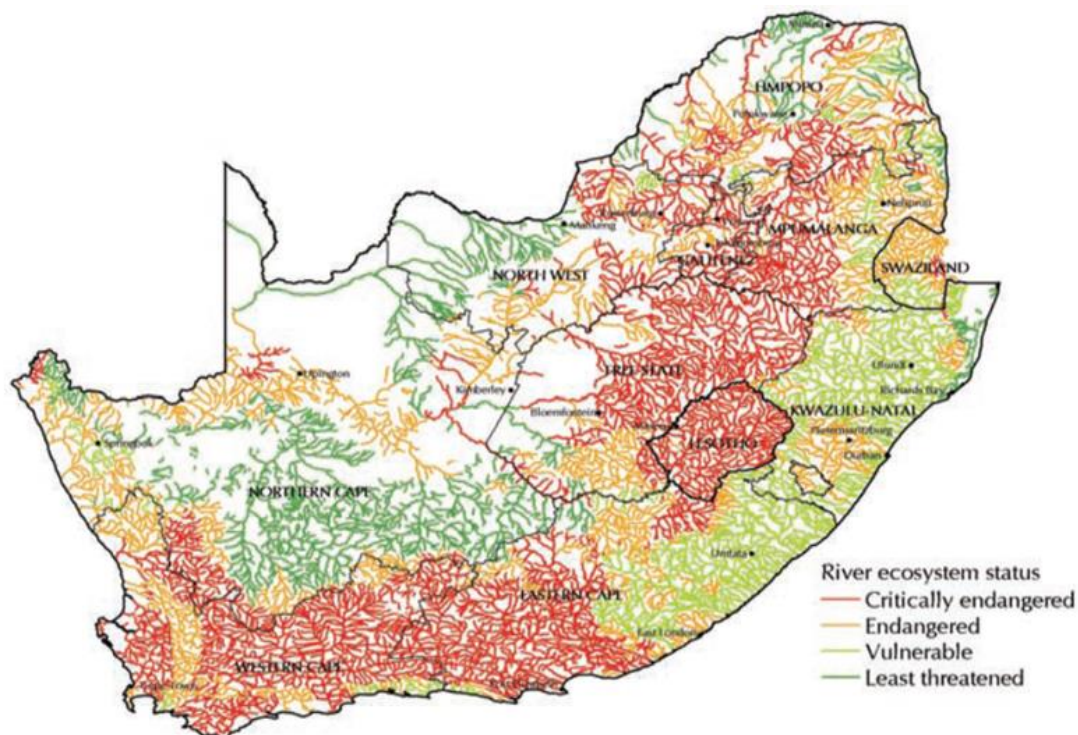 LIMPOPO
Polokwane
Nelspruit
Mafikeng
MPUMALANGA
GAUTENG
SWAZILAND
NORTH WEST
Upington
Kimberley
FREE STATE
Ulundi
Richards Bay
Bloemfontein
KWAZULU-NATAL
LESOTHO
Pietermaritzburg
Durban
Springbok
NORTHERN CAPE
Umtata
EASTERN CAPE
East London
WESTERN CAPE
Cape Town
River ecosystem status
Critically endangered
Endangered
Vulnerable
Least threatened